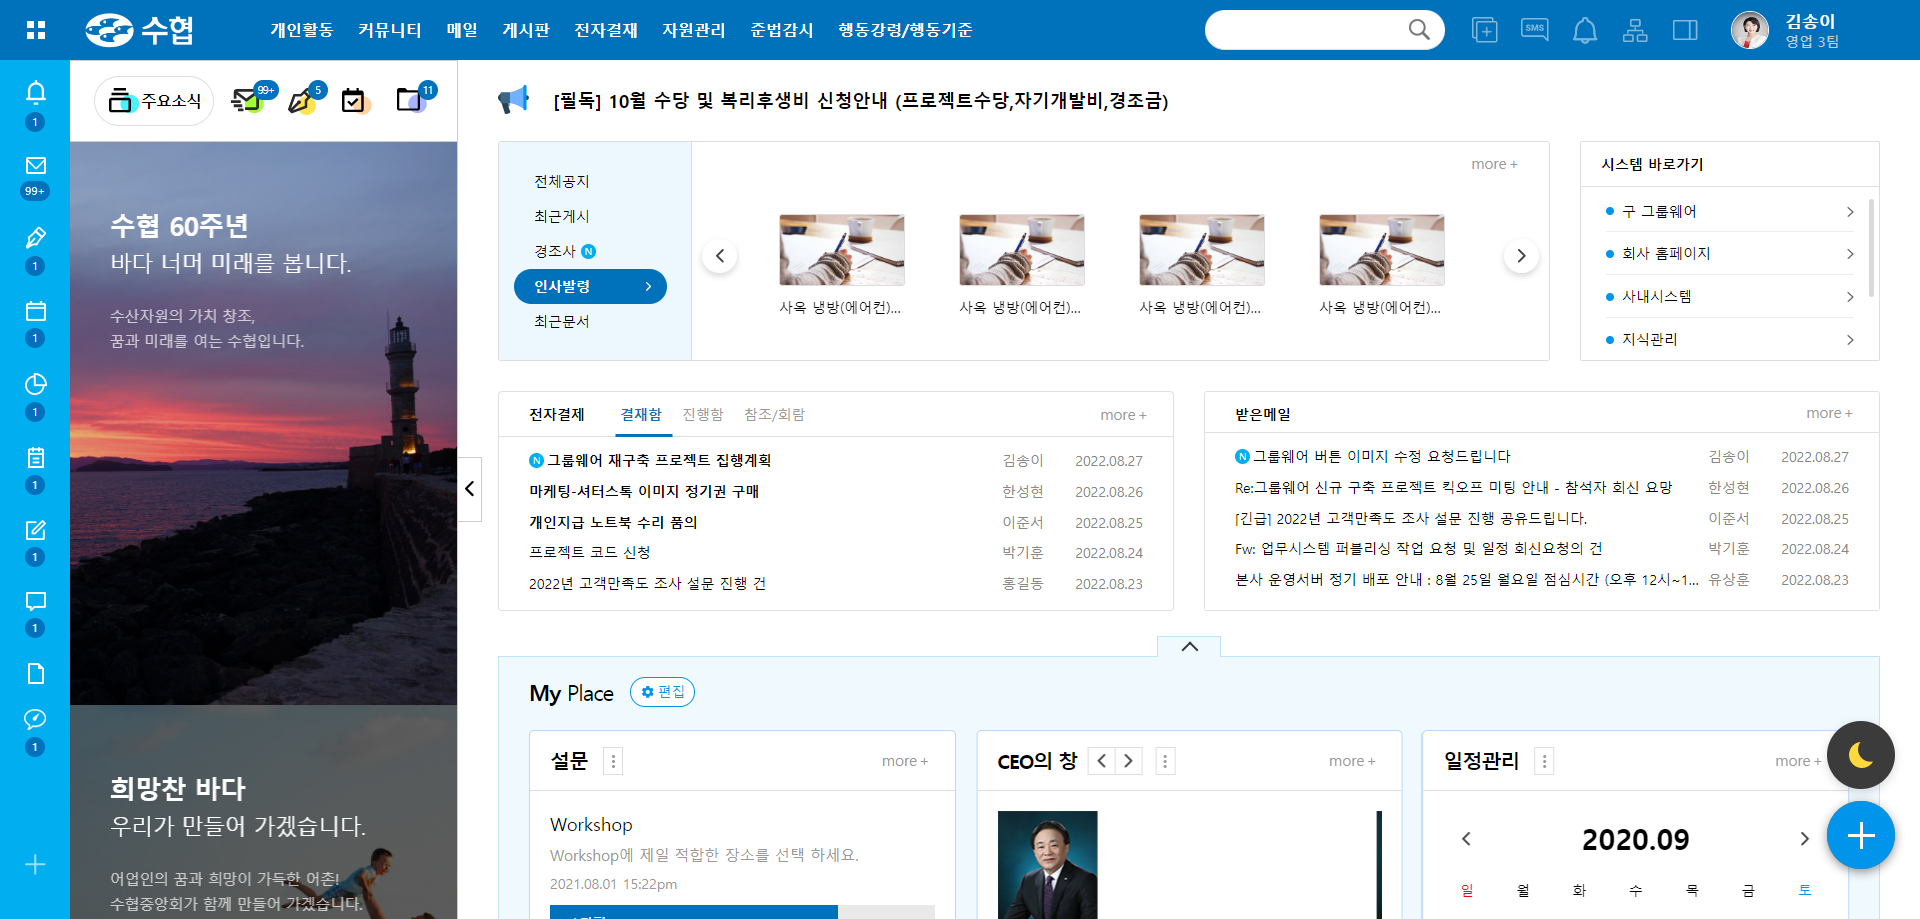 수협
개인활동 커뮤니티 메일 게시판 전자결재 자원관리 준법감시 행동강령/행동기준
SMS
김송이
영업 3팀
1
99+
1
1
1
1
1
1
1
주요소식 99+ 5 11
수협 60주년
바다 너머 미래를 봅니다.
수산자원의 가치 창조,
꿈과 미래를 여는 수협입니다.
희망찬 바다
우리가 만들어 가겠습니다.
어업인의 꿈과 희망이 가득한 어촌!
수협중앙회가 함께 만들어 가겠습니다.
[필독] 10월 수당 및 복리후생비 신청안내 (프로젝트수당,자기개발비,경조금)
전체공지
최근게시
경조사 N
인사발령
최근문서
more +
사옥 냉방(에어컨)... 사옥 냉방(에어컨)... 사옥 냉방(에어컨)... 사옥 냉방(에어컨)...
시스템 바로가기
구 그룹웨어
회사 홈페이지
사내시스템
지식관리
전자결제 결재함 진행함 참조/회람 more +
N 그룹웨어 재구축 프로젝트 집행계획 김송이 2022.08.27
마케팅-셔터스톡 이미지 정기권 구매 한성현 2022.08.26
개인지급 노트북 수리 품의 이준서 2022.08.25
프로젝트 코드 신청 박기훈 2022.08.24
2022년 고객만족도 조사 설문 진행 건 홍길동 2022.08.23
받은메일 more +
N 그룹웨어 버튼 이미지 수정 요청드립니다 김송이 2022.08.27
Re:그룹웨어 신규 구축 프로젝트 킥오프 미팅 안내 - 참석자 회신 요망 한성현 2022.08.26
[긴급] 2022년 고객만족도 조사 설문 진행 공유드립니다. 이준서 2022.08.25
Fw: 업무시스템 퍼블리싱 작업 요청 및 일정 회신요청의 건 박기훈 2022.08.24
본사 운영서버 정기 배포 안내 : 8월 25일 월요일 점심시간 (오후 12시~1... 유상훈 2022.08.23
My Place 편집
설문 more +
Workshop
Workshop에 제일 적합한 장소를 선택 하세요.
2021.08.01 15:22pm
CEO의 창 more +
일정관리 more +
2020.09
일 월 화 수 목 금 토